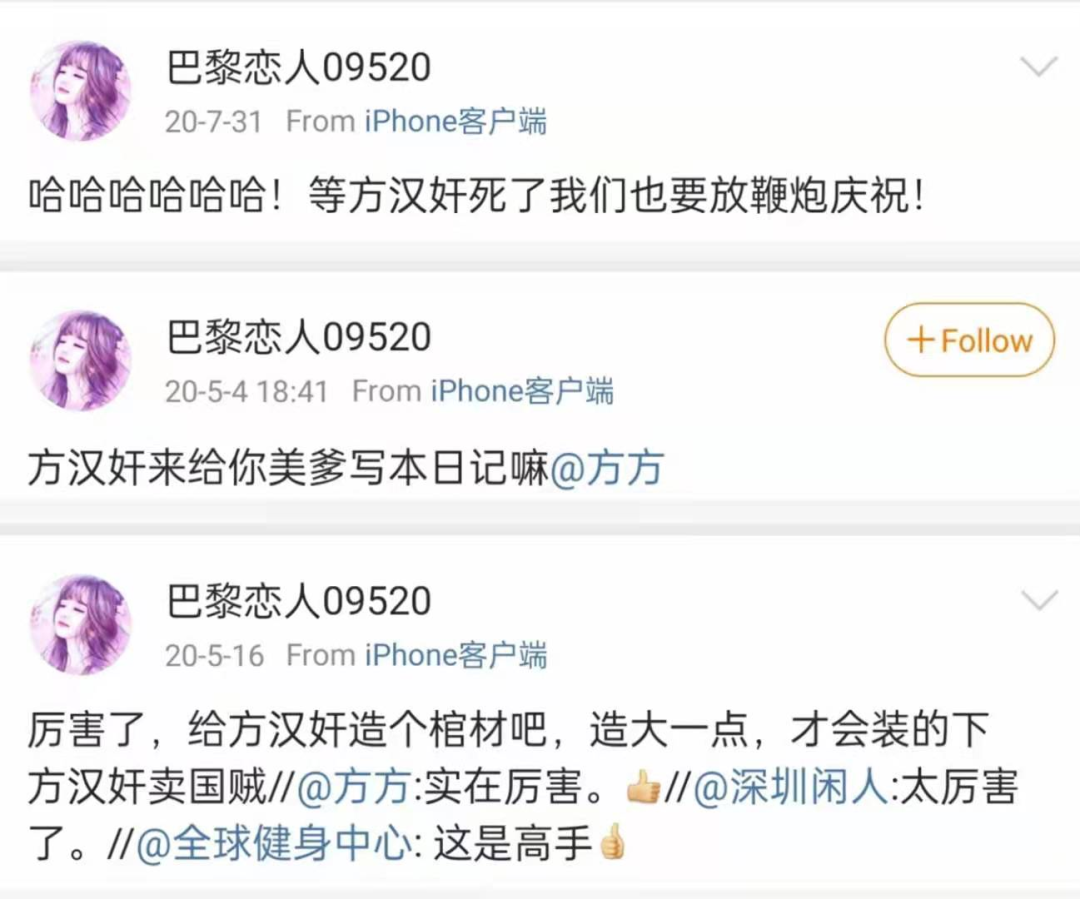 巴黎恋人09520
20-7-31 From iPhone客户端
哈哈哈哈哈哈！等方汉奸死了我们也要放鞭炮庆祝！
巴黎恋人09520
+Follow
20-5-4 18:41 From iPhone客户端
方汉奸来给你美爹写本日记嘛@方方
巴黎恋人09520
20-5-16 From iPhone客户端
厉害了，给方汉奸造个棺材吧，造大一点，才会装的下
方汉奸卖国贼//@方方:实在厉害。👍//@深圳闲人:太厉害
了。//@全球健身中心: 这是高手👍